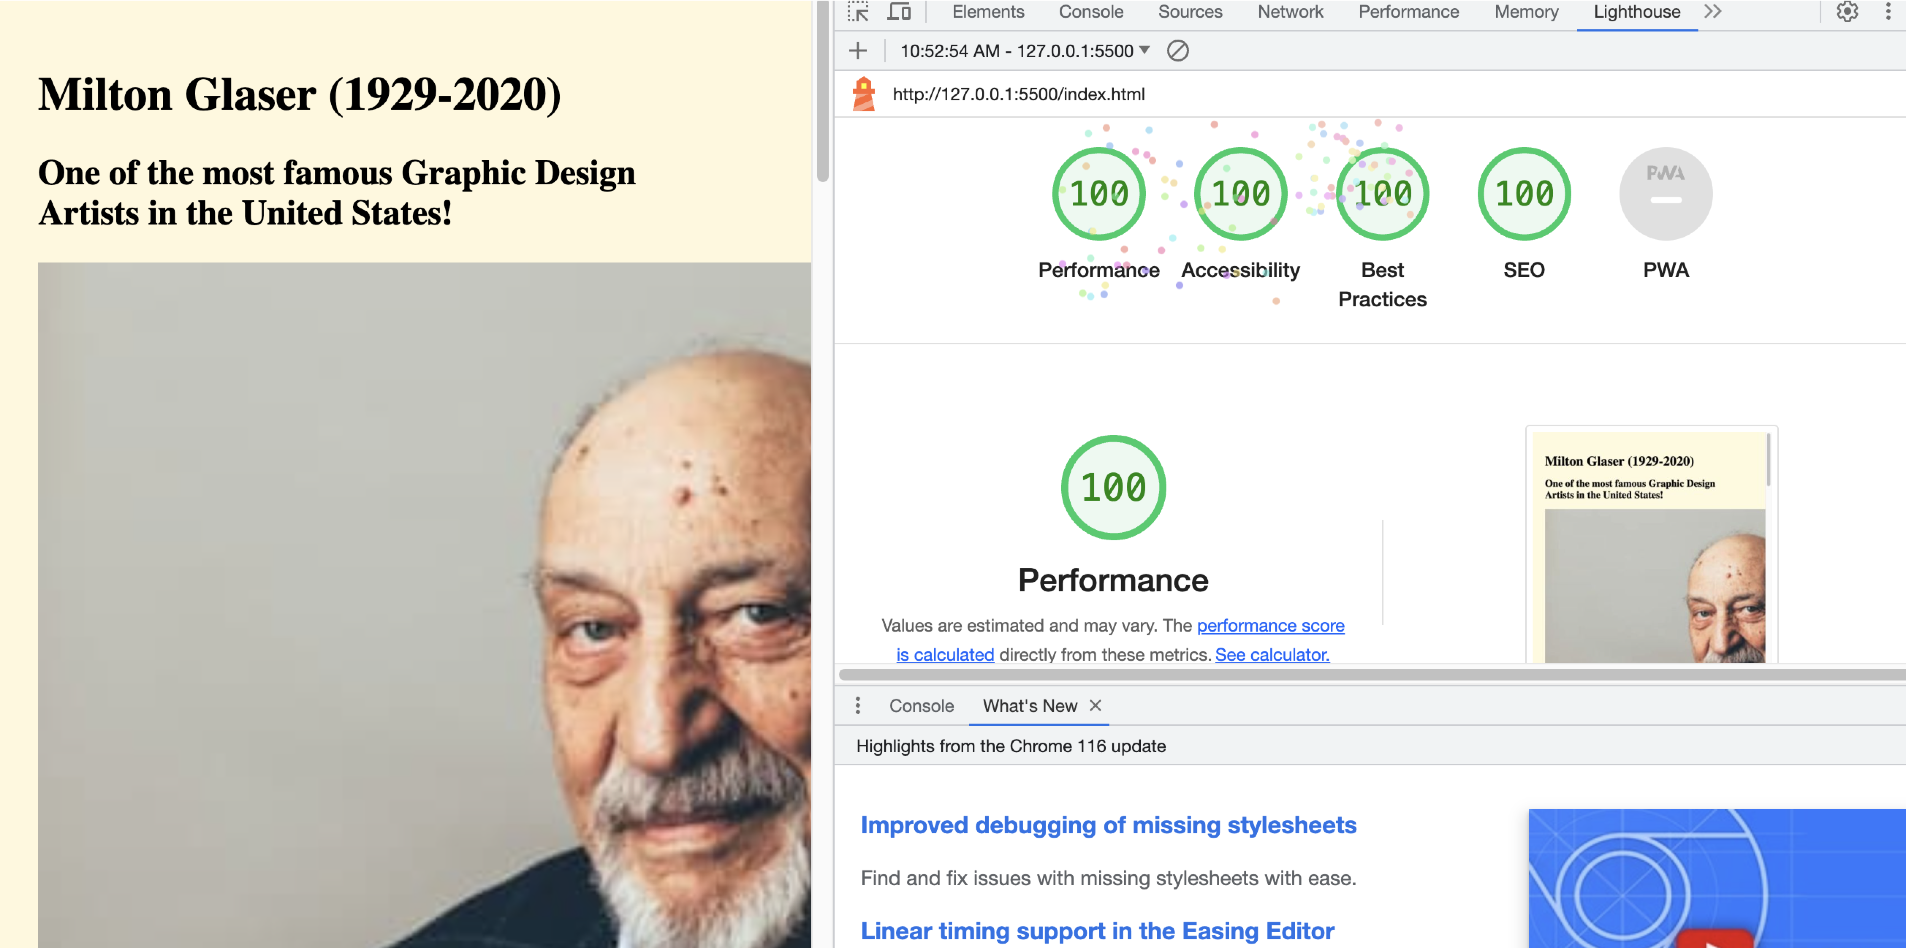 Milton Glaser (1929-2020)
One of the most famous Graphic Design
Artists in the United States!
Elements Console Sources Network Performance Memory Lighthouse
10:52:54 AM - 127.0.0.1:5500
http://127.0.0.1:5500/index.html
100 100 100 100 PWA
Performance Accessibility Best
Practices SEO PWA
100
Performance
Values are estimated and may vary. The performance score
is calculated directly from these metrics. See calculator.
Milton Glaser (1929-2020)
One of the most famous Graphic Design
Artists in the United States!
Console What's New
Highlights from the Chrome 116 update
Improved debugging of missing stylesheets
Find and fix issues with missing stylesheets with ease.
Linear timing support in the Easing Editor